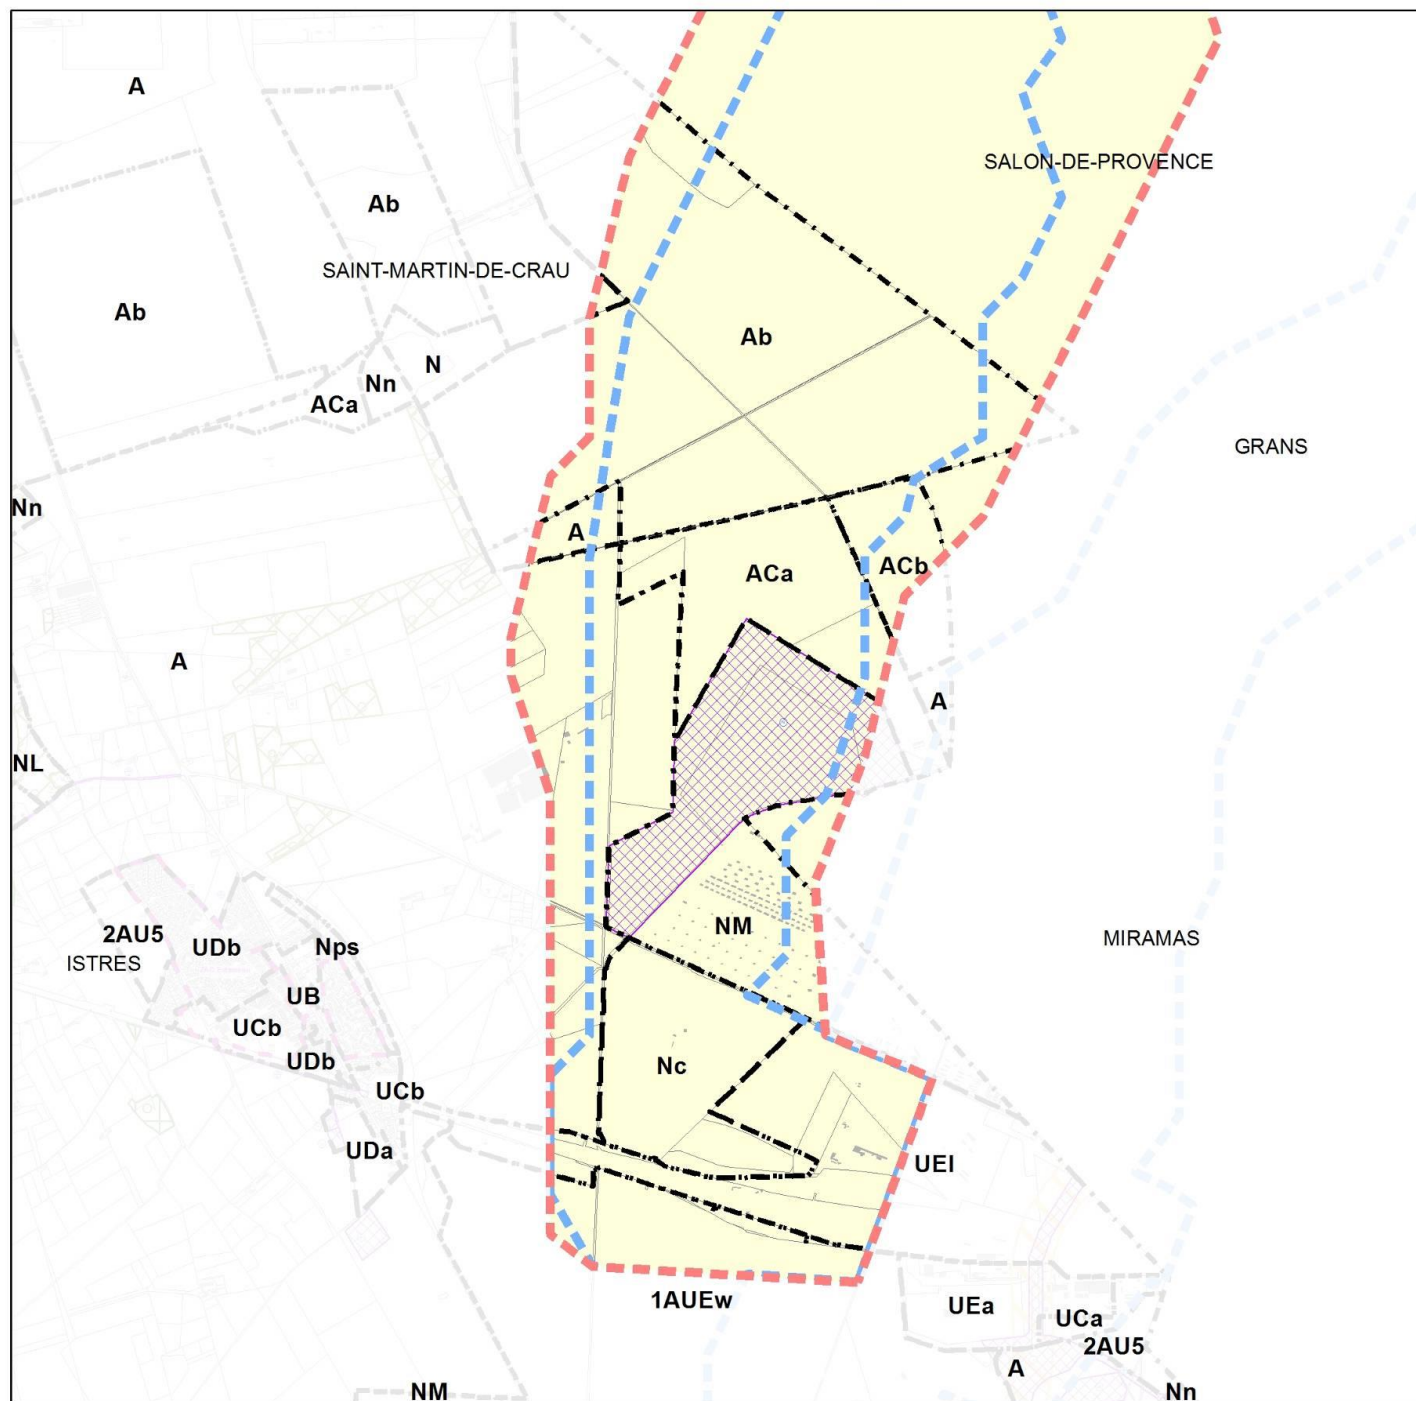 A
SALON-DE-PROVENCE
Ab
SAINT-MARTIN-DE-CRAU
Ab
Ab
N
Nn
ACa
GRANS
Nn
A
ACb
ACa
A
A
NL
NM
2AU5
UDb
Nps
MIRAMAS
ISTRES
UB
UCb
UDb
Nc
UCb
UDa
UEI
1AUEw
UEa
UCa
2AU5
A
NM
Nn